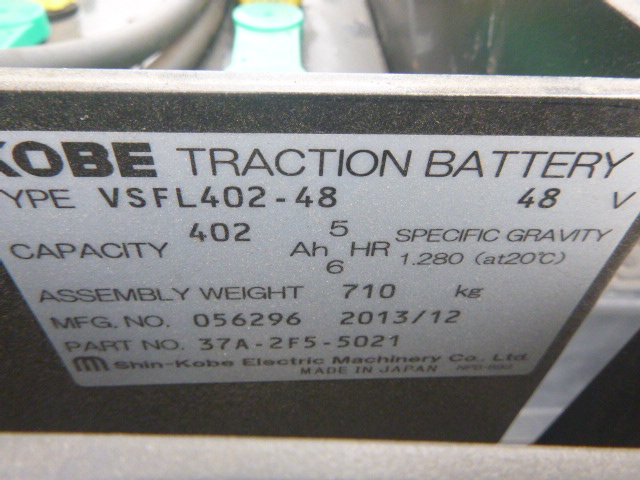 KOBE TRACTION BATTERY
TYPE VSFL402-48 48 V
CAPACITY 402 Ah 5 6 HR SPECIFIC GRAVITY
1.280 (at20℃)
ASSEMBLY WEIGHT 710 kg
MFG. NO. 056296 2013/12
PART NO. 37A-2F5-5021
Shin-Kobe Electric Machinery Co., Ltd.
MADE IN JAPAN